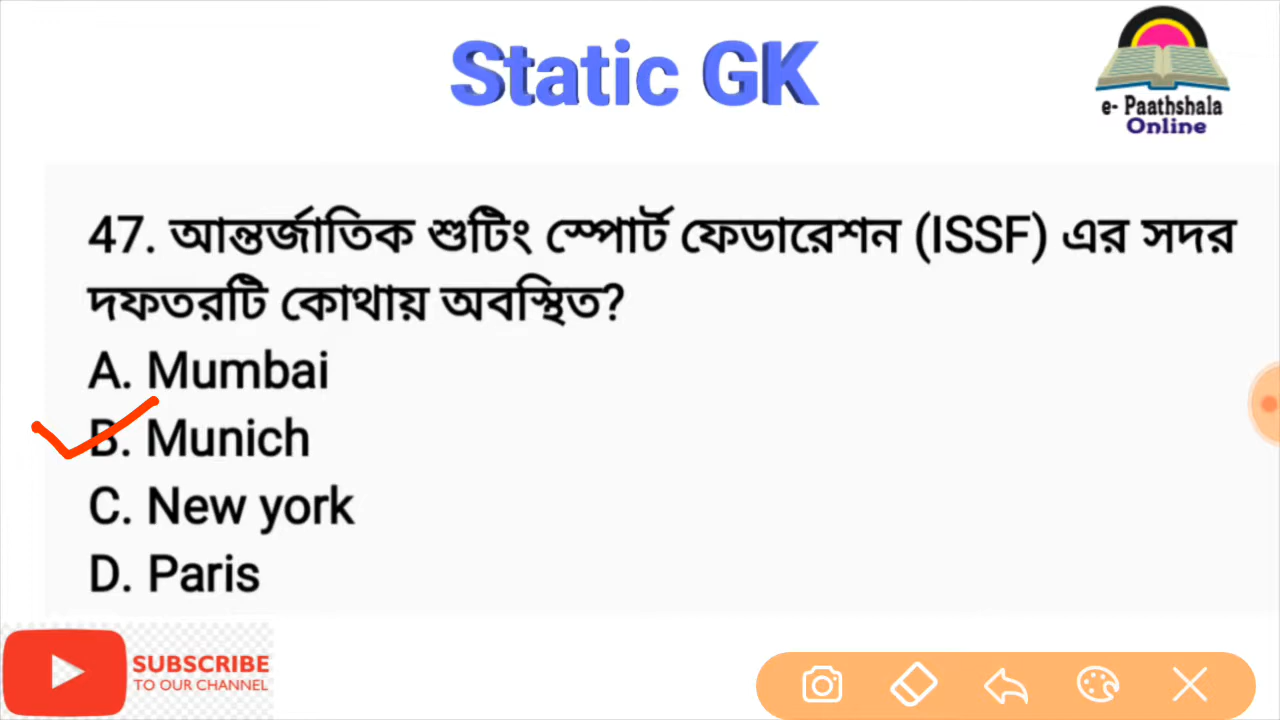 Static GK
e- Paathshala
Online
47. আন্তর্জাতিক শুটিং স্পোর্ট ফেডারেশন (ISSF) এর সদর
দফতরটি কোথায় অবস্থিত?
A. Mumbai
B. Munich
C. New york
D. Paris
SUBSCRIBE
TO OUR CHANNEL